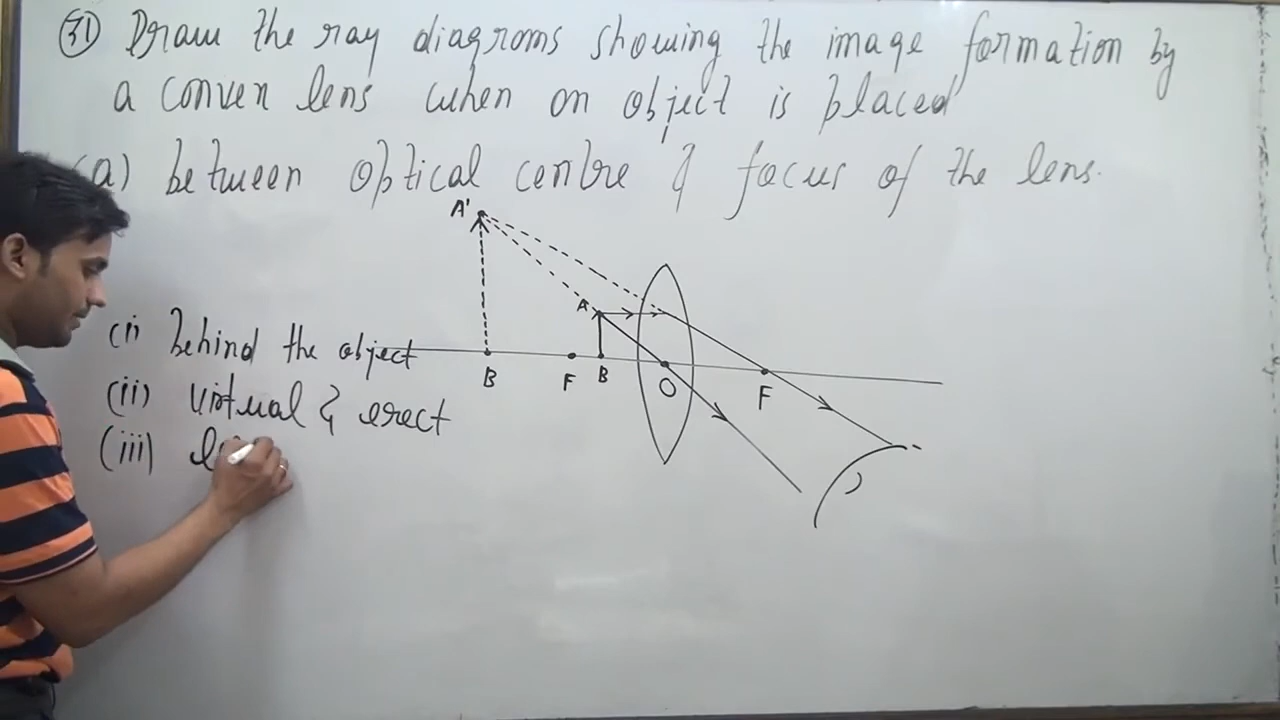 31 Draw the ray diagrams showing the image formation by
a convex lens when an object is placed
(a) between optical centre & focus of the lens.
A'
A
(i) Behind the object
B F B O F
(ii) virtual & erect
(iii)